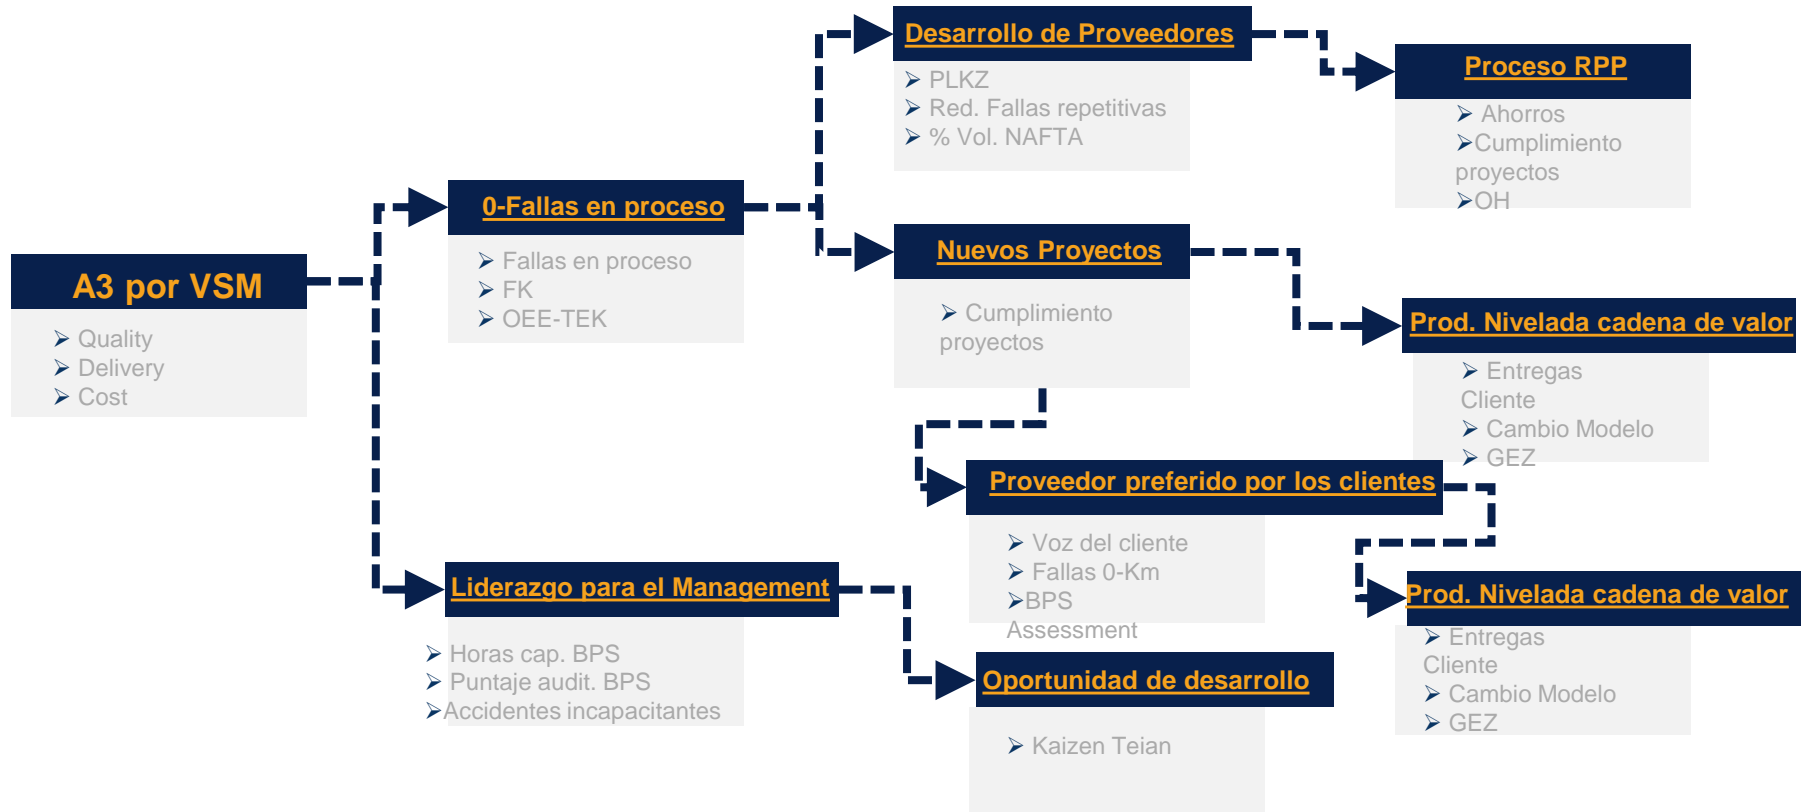 Desarrollo de Proveedores
➢ PLKZ
➢ Red. Fallas repetitivas
➢ % Vol. NAFTA
Proceso RPP
➢ Ahorros
➢Cumplimiento
proyectos
➢OH
0-Fallas en proceso
➢ Fallas en proceso
➢ FK
➢ OEE-TEK
Nuevos Proyectos
➢ Cumplimiento
proyectos
A3 por VSM
➢ Quality
➢ Delivery
➢ Cost
Prod. Nivelada cadena de valor
➢ Entregas
Cliente
➢ Cambio Modelo
➢ GEZ
Proveedor preferido por los clientes
➢ Voz del cliente
➢ Fallas 0-Km
➢BPS
Assessment
Liderazgo para el Management
➢ Horas cap. BPS
➢ Puntaje audit. BPS
➢Accidentes incapacitantes
Prod. Nivelada cadena de valor
➢ Entregas
Cliente
➢ Cambio Modelo
➢ GEZ
Oportunidad de desarrollo
➢ Kaizen Teian